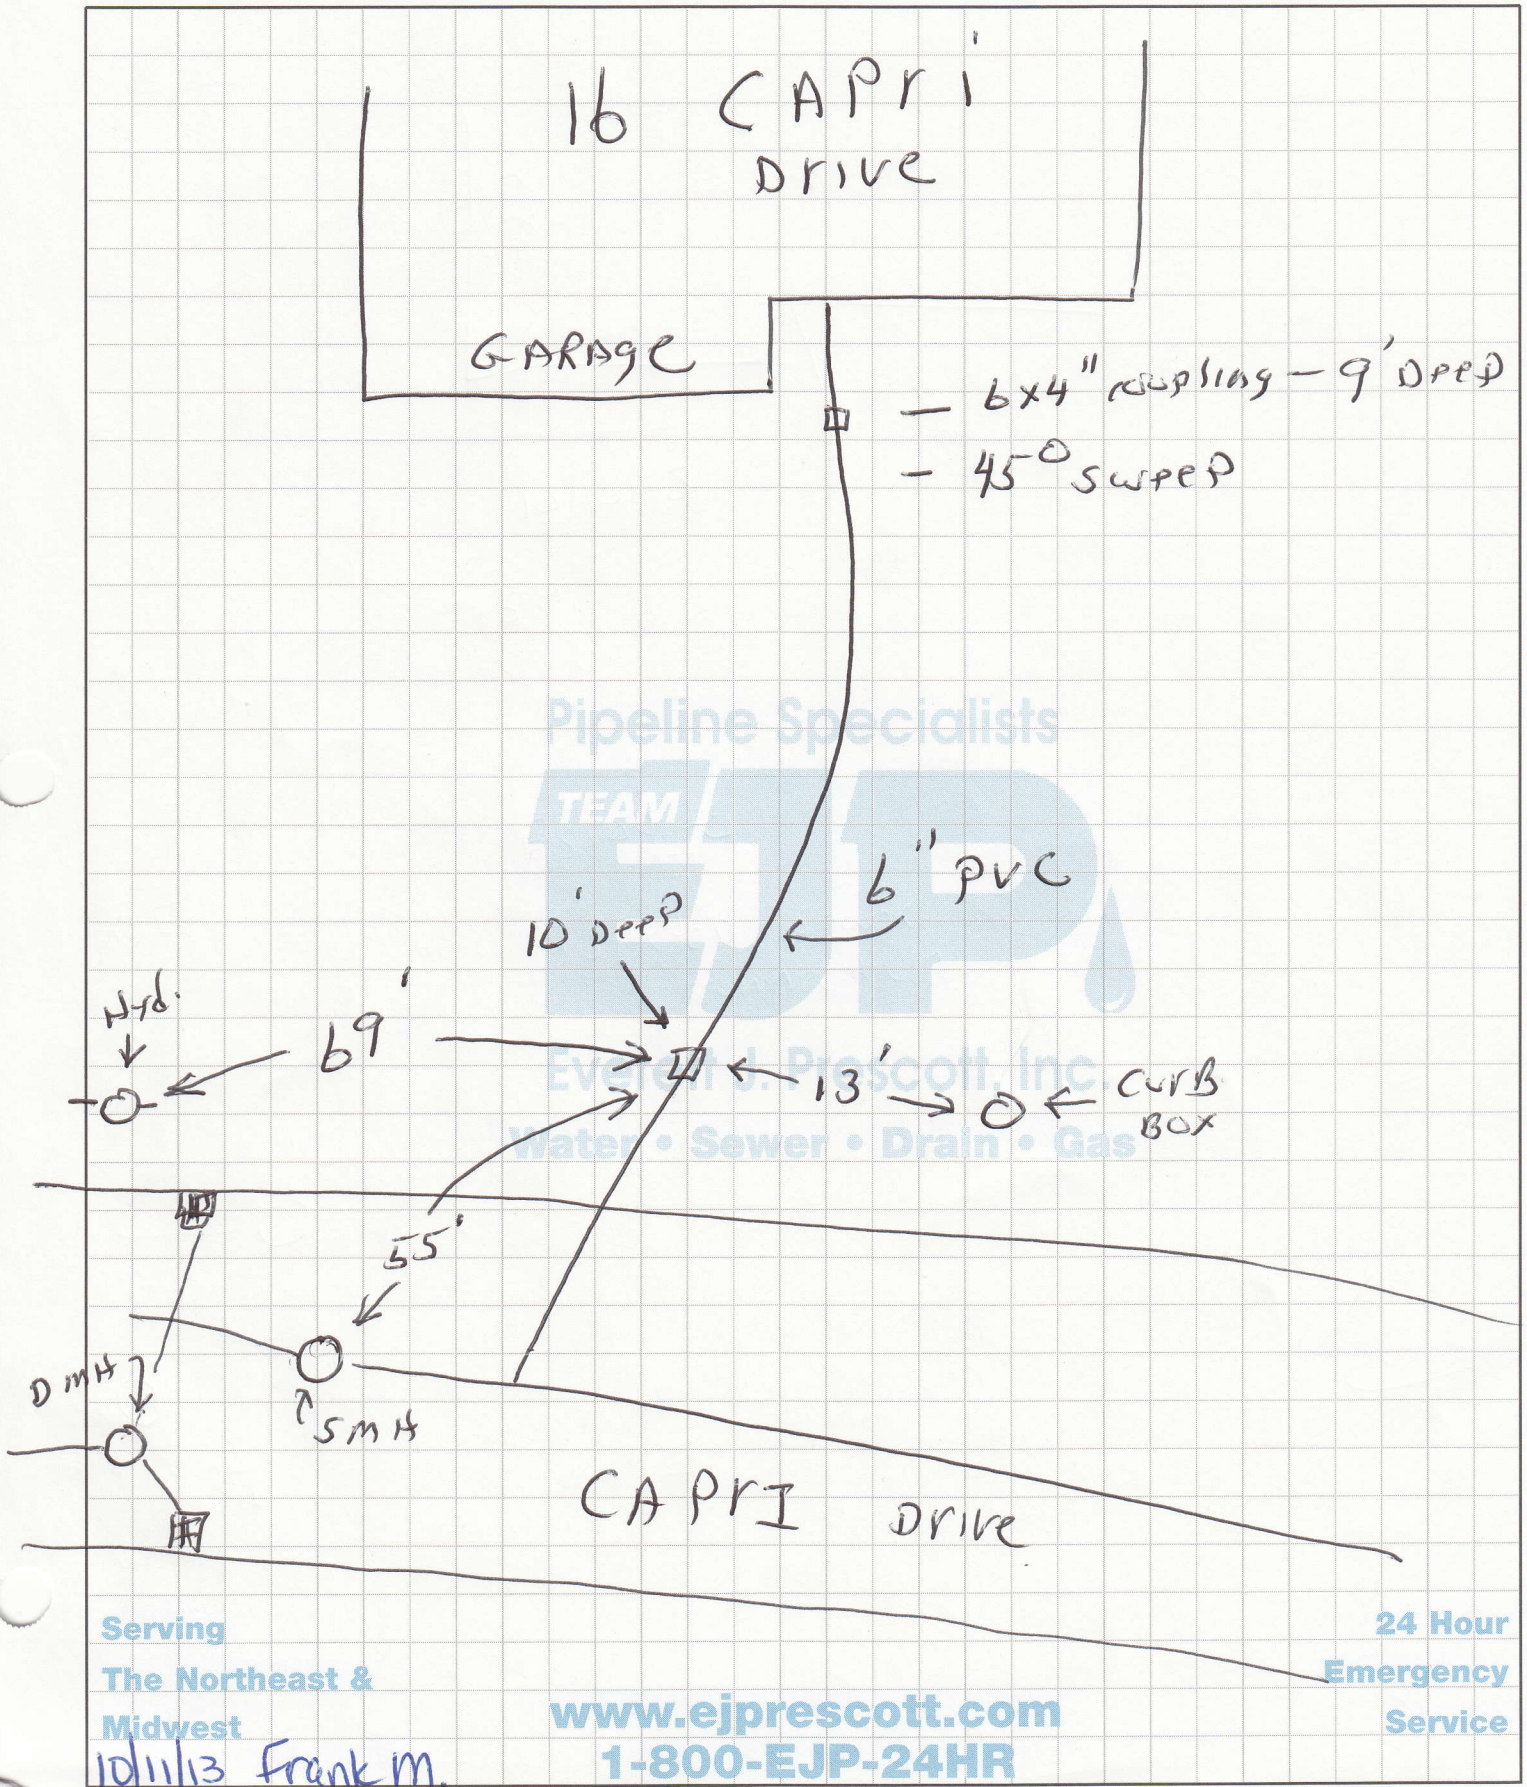 16 CAPri
Drive
GARAGE
6x4" coupling - 9' DeeP
- 45° sweeP
Pipeline Specialists
TEAM
EJP
6" PVC
10' DeeP
Hyd.
69'
Everett J. Prescott, Inc.
13'
CurB
BOX
Water • Sewer • Drain • Gas
55'
DMH
SMH
CAPrI Drive
Serving
The Northeast &
Midwest
24 Hour
Emergency
Service
www.ejprescott.com
1-800-EJP-24HR
10/11/13 Frank M.